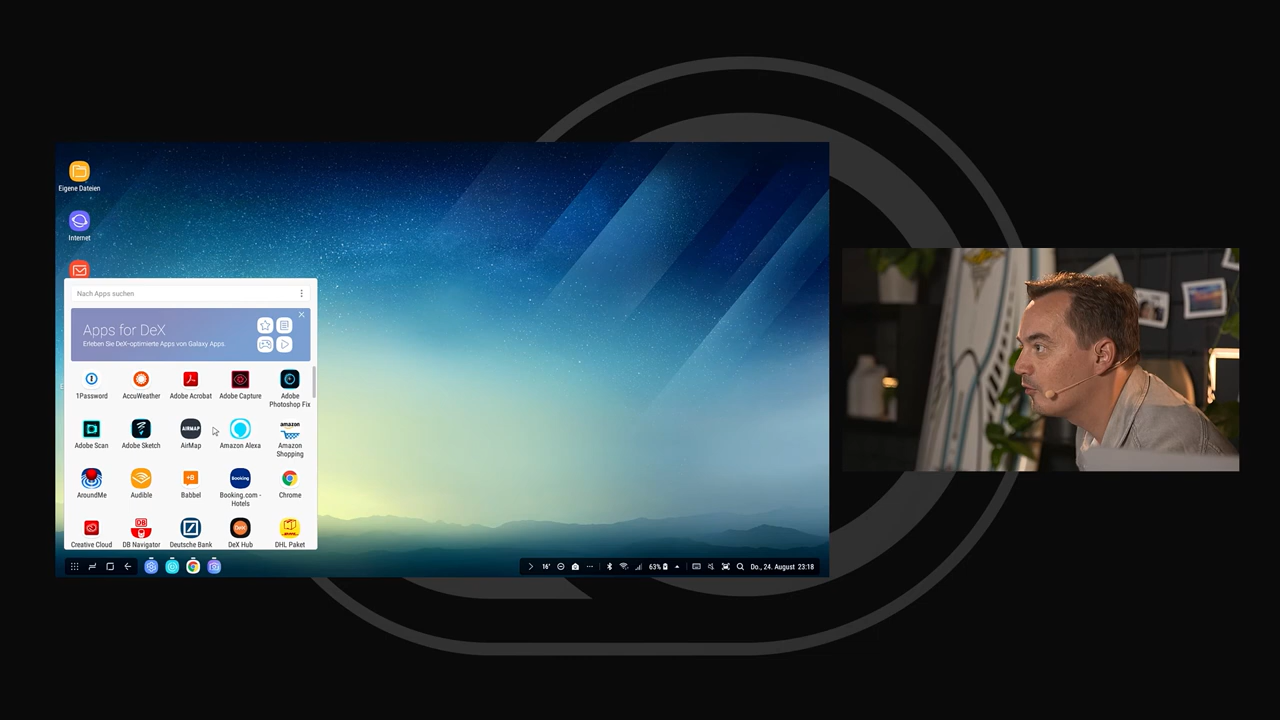 Eigene Dateien
Internet
Nach Apps suchen
Apps for DeX
Erleben Sie DeX-optimierte Apps von Galaxy Apps.
1Password
AccuWeather
Adobe Acrobat
Adobe Capture
Adobe
Photoshop Fix
AIRMAP
amazon
Adobe Scan
Adobe Sketch
AirMap
Amazon Alexa
Amazon
Shopping
+B
Booking
AroundMe
Audible
Babbel
Booking.com -
Hotels
Chrome
DB
DeX
Creative Cloud
DB Navigator
Deutsche Bank
DeX Hub
DHL Paket
16°
63%
Do., 24. August 23:18